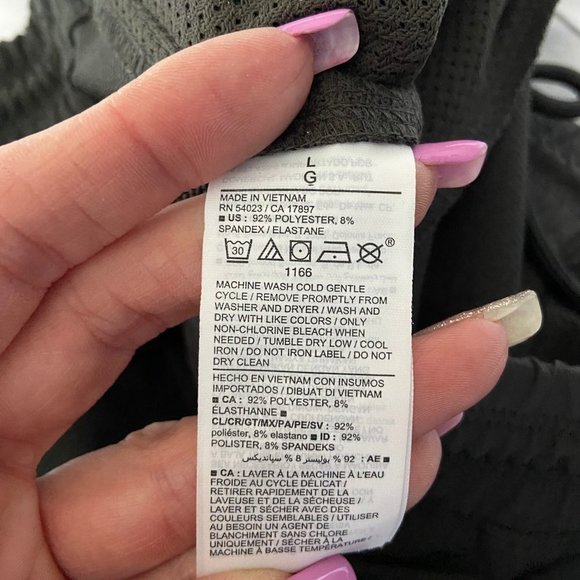 L
G
MADE IN VIETNAM
RN 54023 / CA 17897
■ US : 92% POLYESTER, 8%
SPANDEX / ELASTANE
30 ®
1166
MACHINE WASH COLD GENTLE
CYCLE / REMOVE PROMPTLY FROM
WASHER AND DRYER / WASH AND
DRY WITH LIKE COLORS / ONLY
NON-CHLORINE BLEACH WHEN
NEEDED / TUMBLE DRY LOW / COOL
IRON / DO NOT IRON LABEL / DO NOT
DRY CLEAN
HECHO EN VIETNAM CON INSUMOS
IMPORTADOS / DIBUAT DI VIETNAM
■ CA : 92% POLYESTER, 8%
ÉLASTHANNE ■
CL/CR/GT/MX/PA/PE/SV : 92%
poliéster, 8% elastano ■ ID : 92%
POLISTER, 8% SPANDEKS
■ AE : 92 % بوليستر 8 % سبانديكس
■ CA : LAVER À LA MACHINE À L'EAU
FROIDE AU CYCLE DÉLICAT /
RETIRER RAPIDEMENT DE LA
LAVEUSE ET DE LA SÉCHEUSE /
LAVER ET SÉCHER AVEC DES
COULEURS SEMBLABLES / UTILISER
AU BESOIN UN AGENT DE
BLANCHIMENT SANS CHLORE
UNIQUEMENT / SÉCHER À LA
MACHINE À BASSE TEMPÉRATURE /